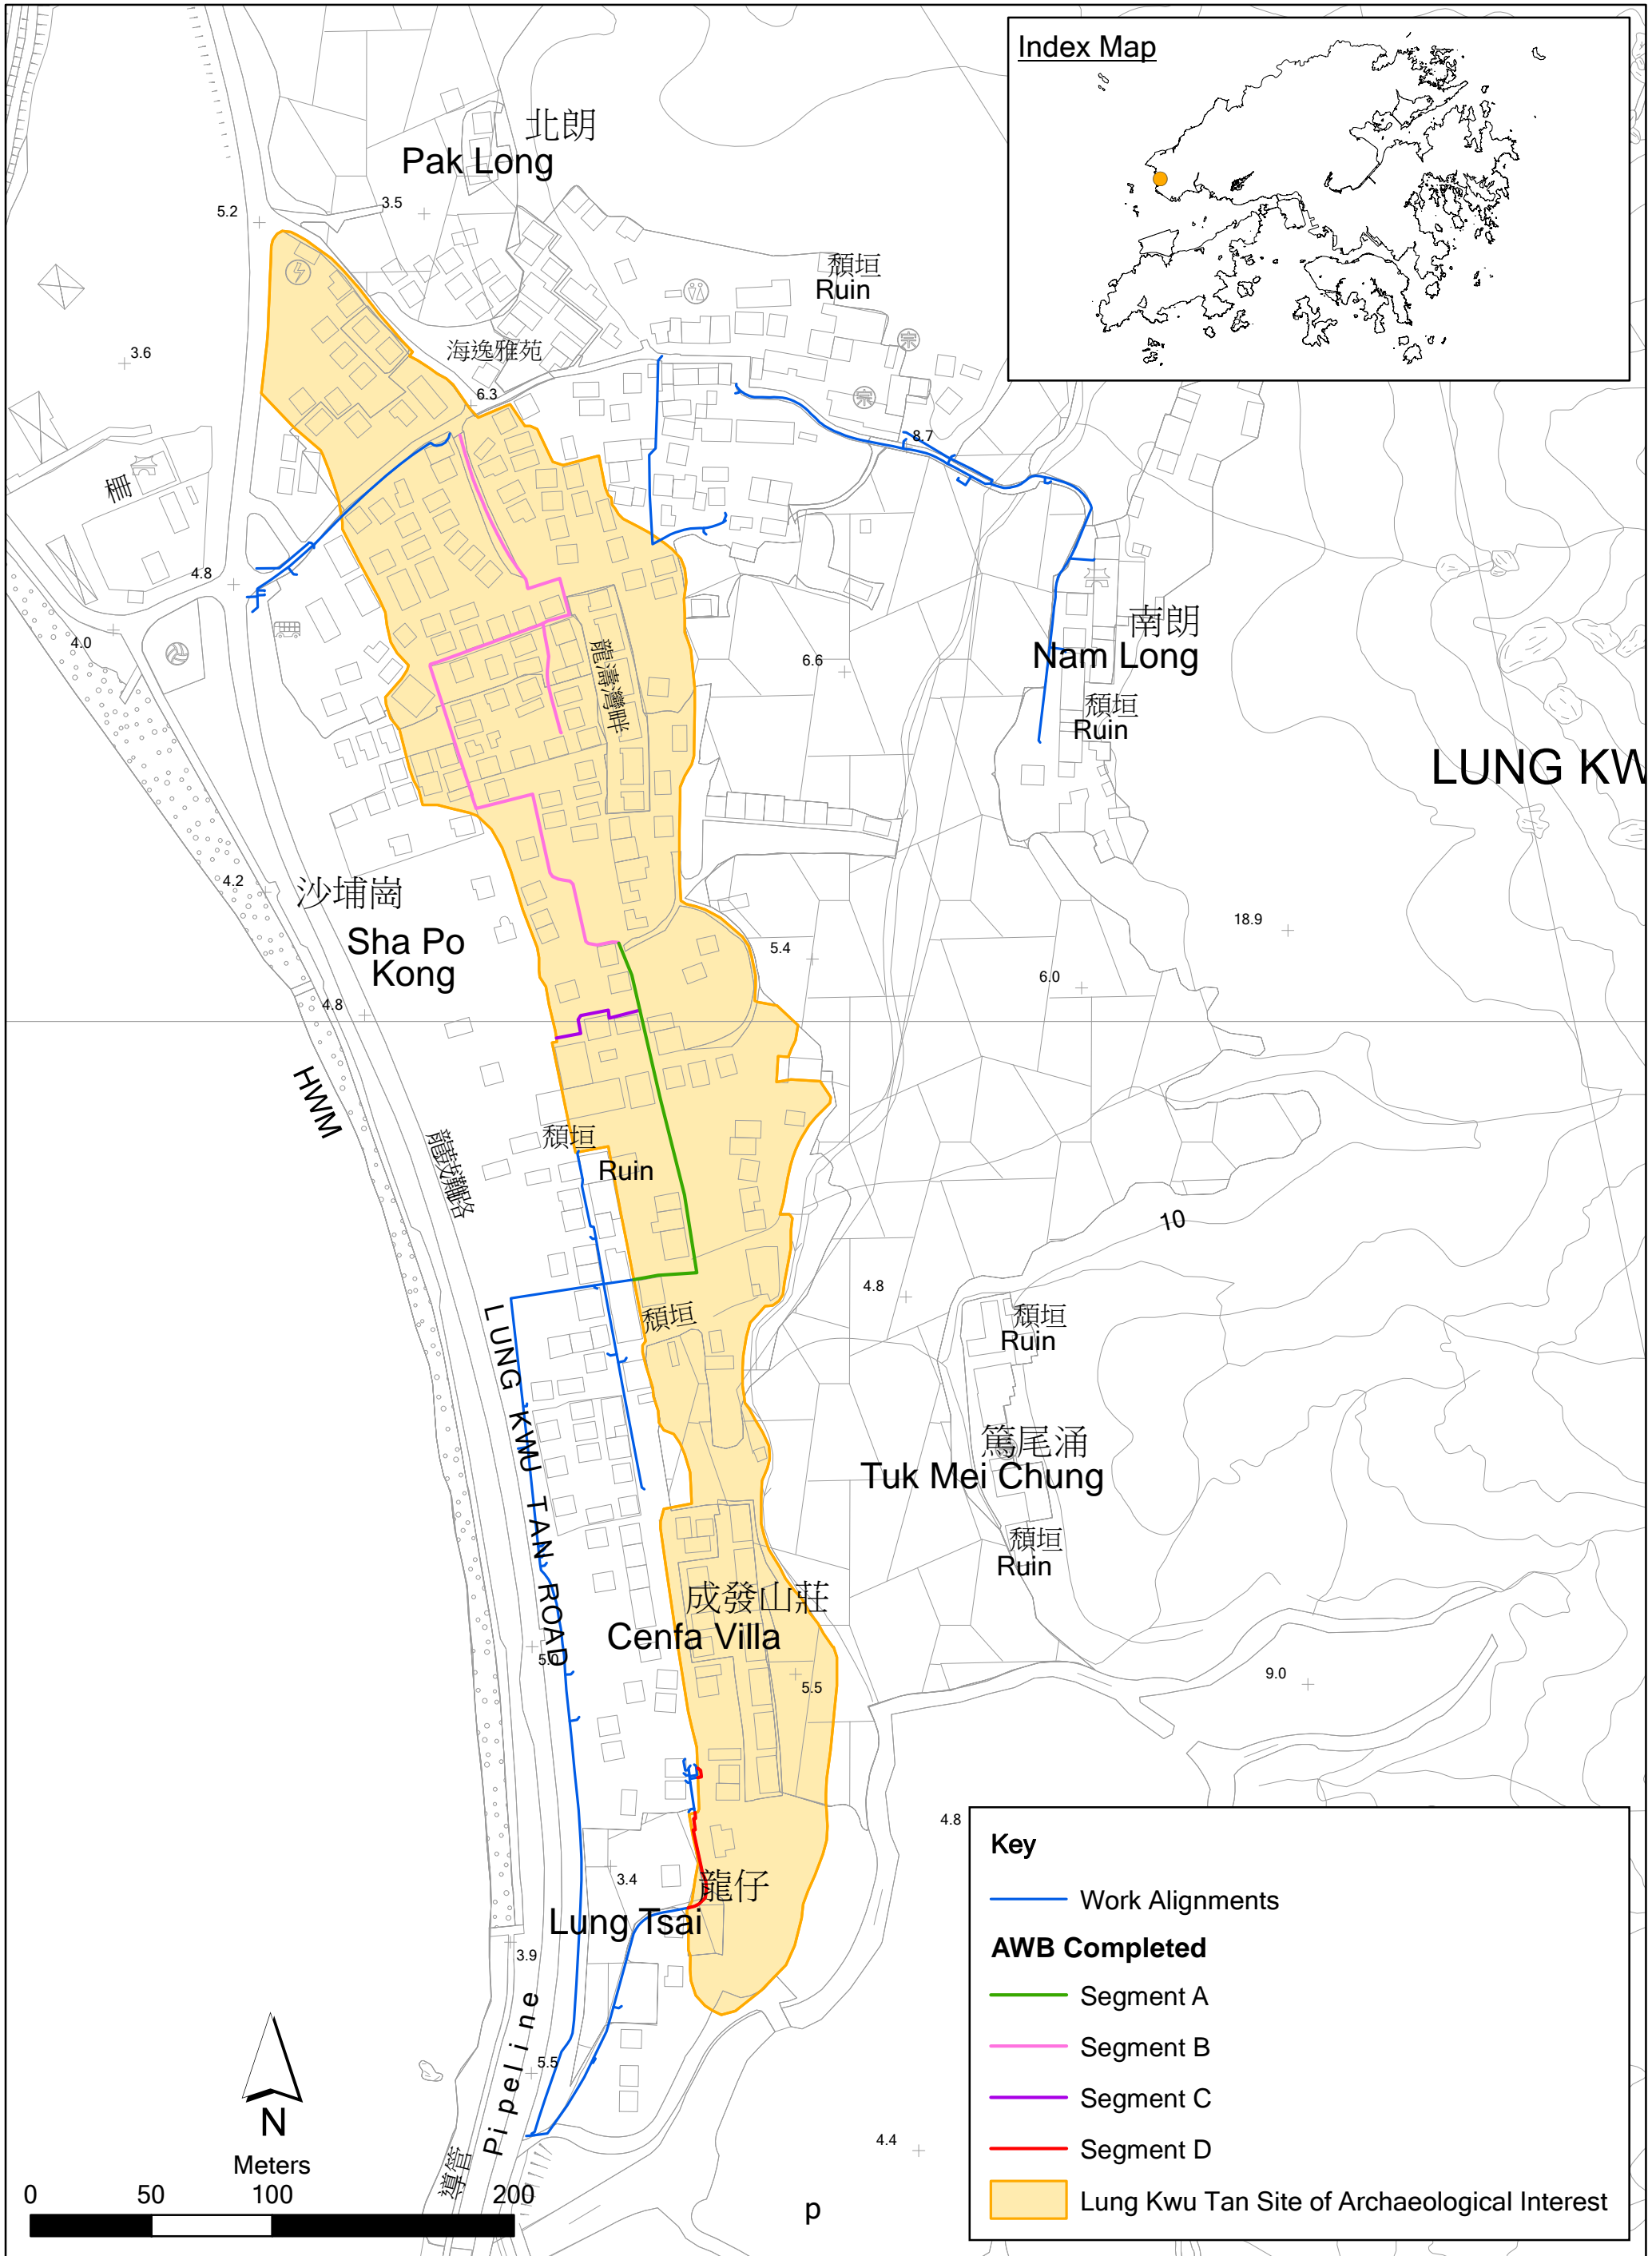 Index Map
北朗
Pak Long
3.5
5.2
頹垣
Ruin
3.6
海逸雅苑
6.3
8.7
柵
4.8
4.0
南朗
Nam Long
6.6
龍濤灣畔
頹垣
Ruin
LUNG KW
4.2
沙埔崗
Sha Po
Kong
18.9
5.4
6.0
4.8
HWM
龍鼓灘路
頹垣
Ruin
10
4.8
頹垣
頹垣
Ruin
LUNG KWU TAN ROAD
篤尾涌
Tuk Mei Chung
頹垣
Ruin
成發山莊
Cenfa Villa
5.5
9.0
4.8
3.4
龍仔
Lung Tsai
3.9
Pipeline
導管
5.5
4.4
p
N
Meters
0 50 100 200
Key
Work Alignments
AWB Completed
Segment A
Segment B
Segment C
Segment D
Lung Kwu Tan Site of Archaeological Interest